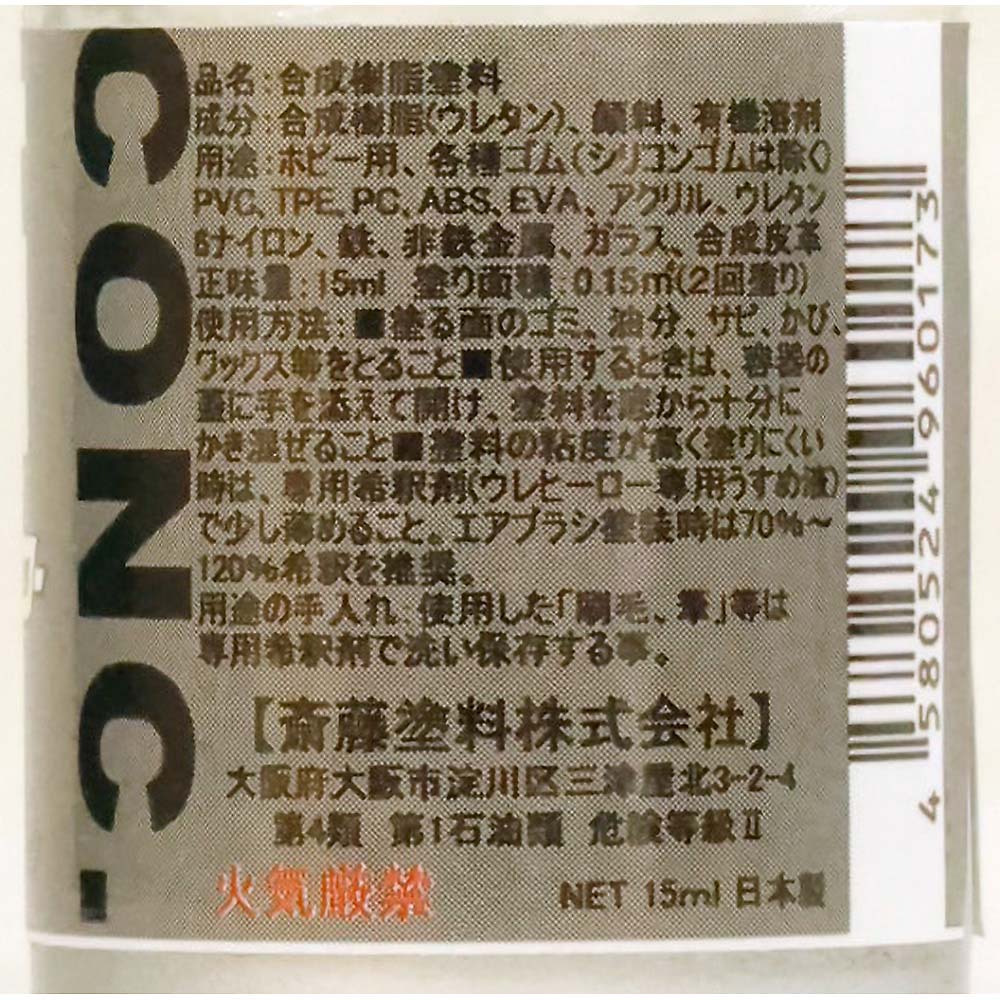 CONC.
品名:合成樹脂塗料
成分:合成樹脂(ウレタン)、顔料、有機溶剤
用途:ホビー用、各種ゴム(シリコンゴムは除く)
PVC、TPE、PC、ABS、EVA、アクリル、ウレタン
6ナイロン、鉄、非鉄金属、ガラス、合成皮革
正味量:15ml 塗り面積:0.15㎡(2回塗り)
使用方法:■塗る面のゴミ、油分、サビ、かび、
ワックス等をとること■使用するときは、容器の
蓋に手を添えて開け、塗料を底から十分に
かき混ぜること■塗料の粘度が高く塗りにくい
時は、専用希釈剤(ウレヒーロー専用うすめ液)
で少し薄めること。エアブラシ塗装時は70%~
120%希釈を推奨。
用途の手入れ、使用した「刷毛、筆」等は
専用希釈剤で洗い保存する事。
【斎藤塗料株式会社】
大阪府大阪市淀川区三津屋北3-2-4
第4類 第1石油類 危険等級Ⅱ
火気厳禁 NET 15ml 日本製
4580524960173